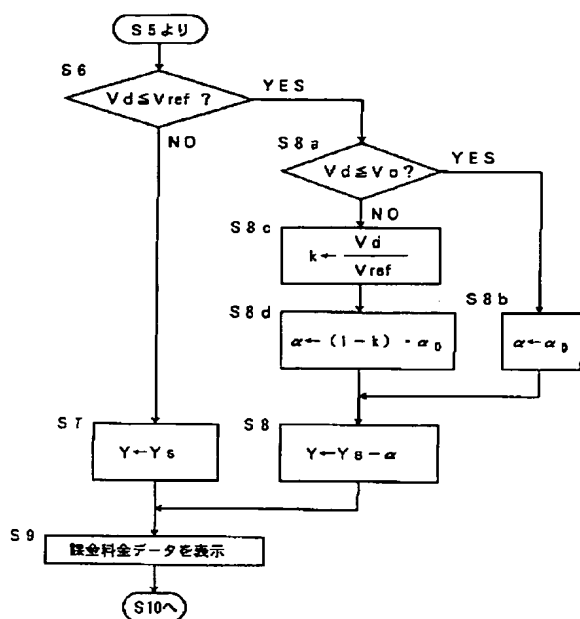 S5より
S6
Vd≦Vref ?
YES
NO
S8a
Vd≦Vo?
YES
NO
S8c
k← Vd
Vref
S8d
α← (1-k) ・α0
S8b
α←α0
S7
Y←Ys
S8
Y←Ys-α
S9
課金料金データを表示
S10へ